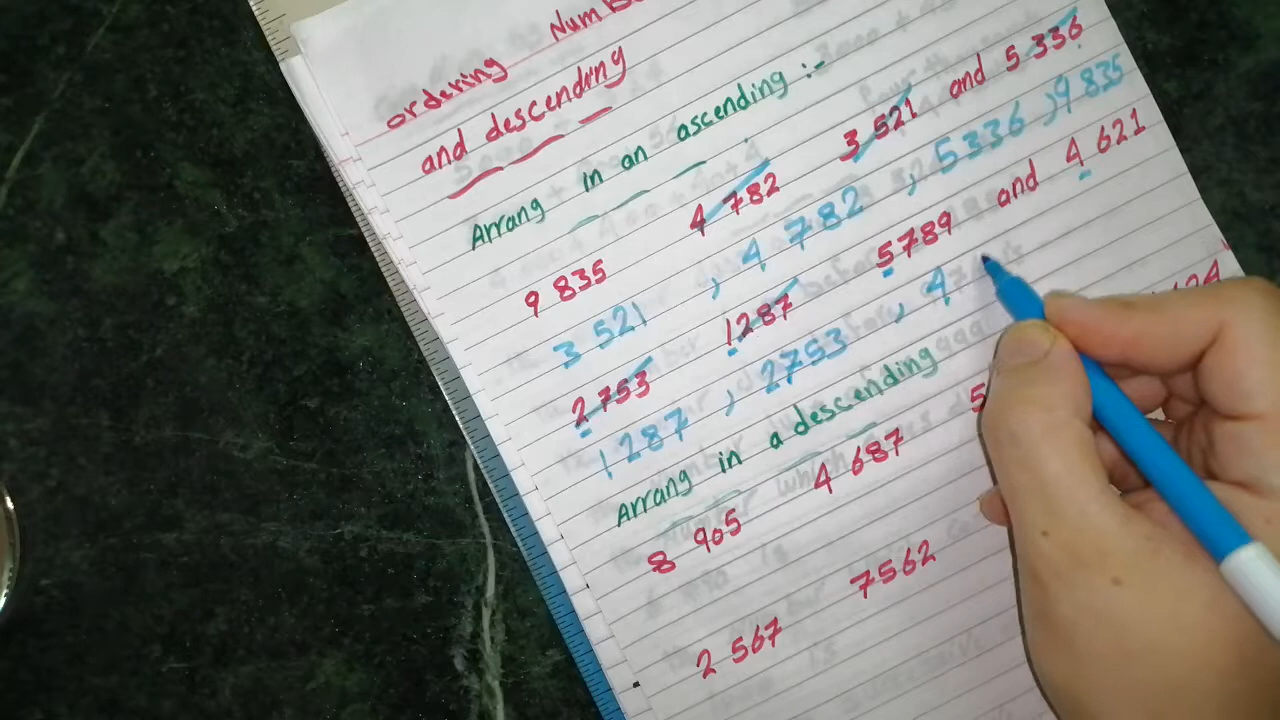 ordering
and descending
Arrang in an ascending :-
9 835 4 782 3 521 and 5 336
3 521 , 4 782 , 5336 , 9 835
2 753 1287 5789 and 4 621
1287 , 2753 , 4
Arrang in a descending
8 905 4 687
2 567 7562